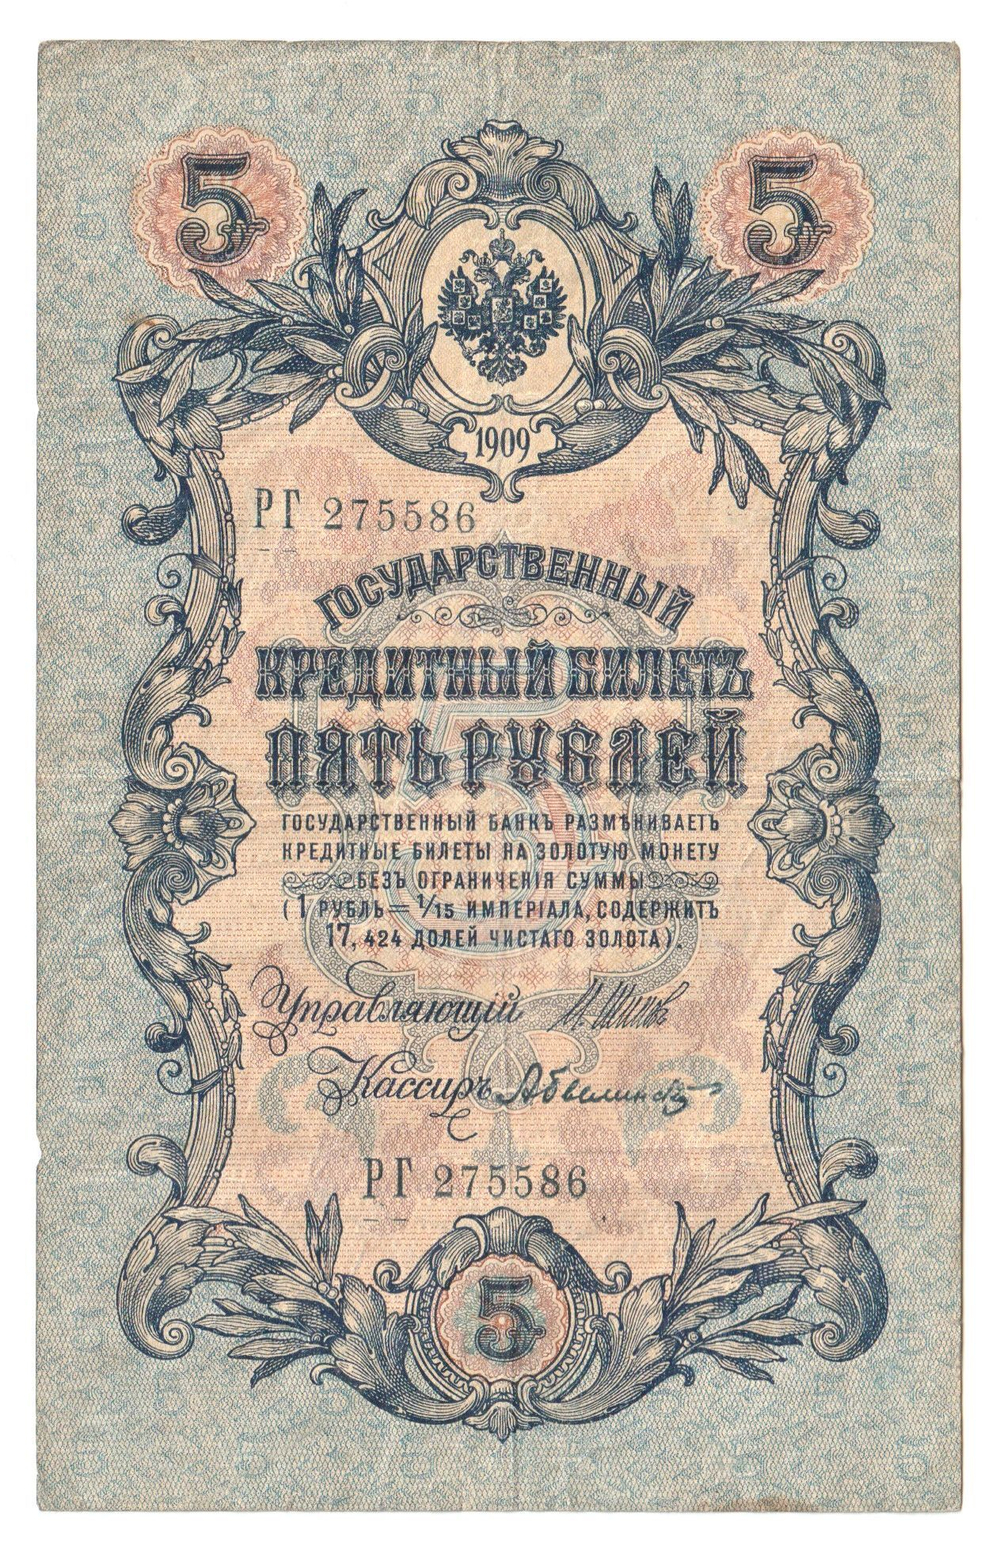 5 5
1909
РГ 275586
ГОСУДАРСТВЕННЫЙ
КРЕДИТНЫЙ БИЛЕТЪ
ПЯТЬ РУБЛЕЙ
ГОСУДАРСТВЕННЫЙ БАНКЪ РАЗМѢНИВАЕТЪ
КРЕДИТНЫЕ БИЛЕТЫ НА ЗОЛОТУЮ МОНЕТУ
БЕЗЪ ОГРАНИЧЕНІЯ СУММЫ
(1 РУБЛЬ = 1/15 ИМПЕРІАЛА, СОДЕРЖИТЪ
17,424 ДОЛЕЙ ЧИСТАГО ЗОЛОТА).
Управляющій И. Шипов
Кассиръ
РГ 275586
5